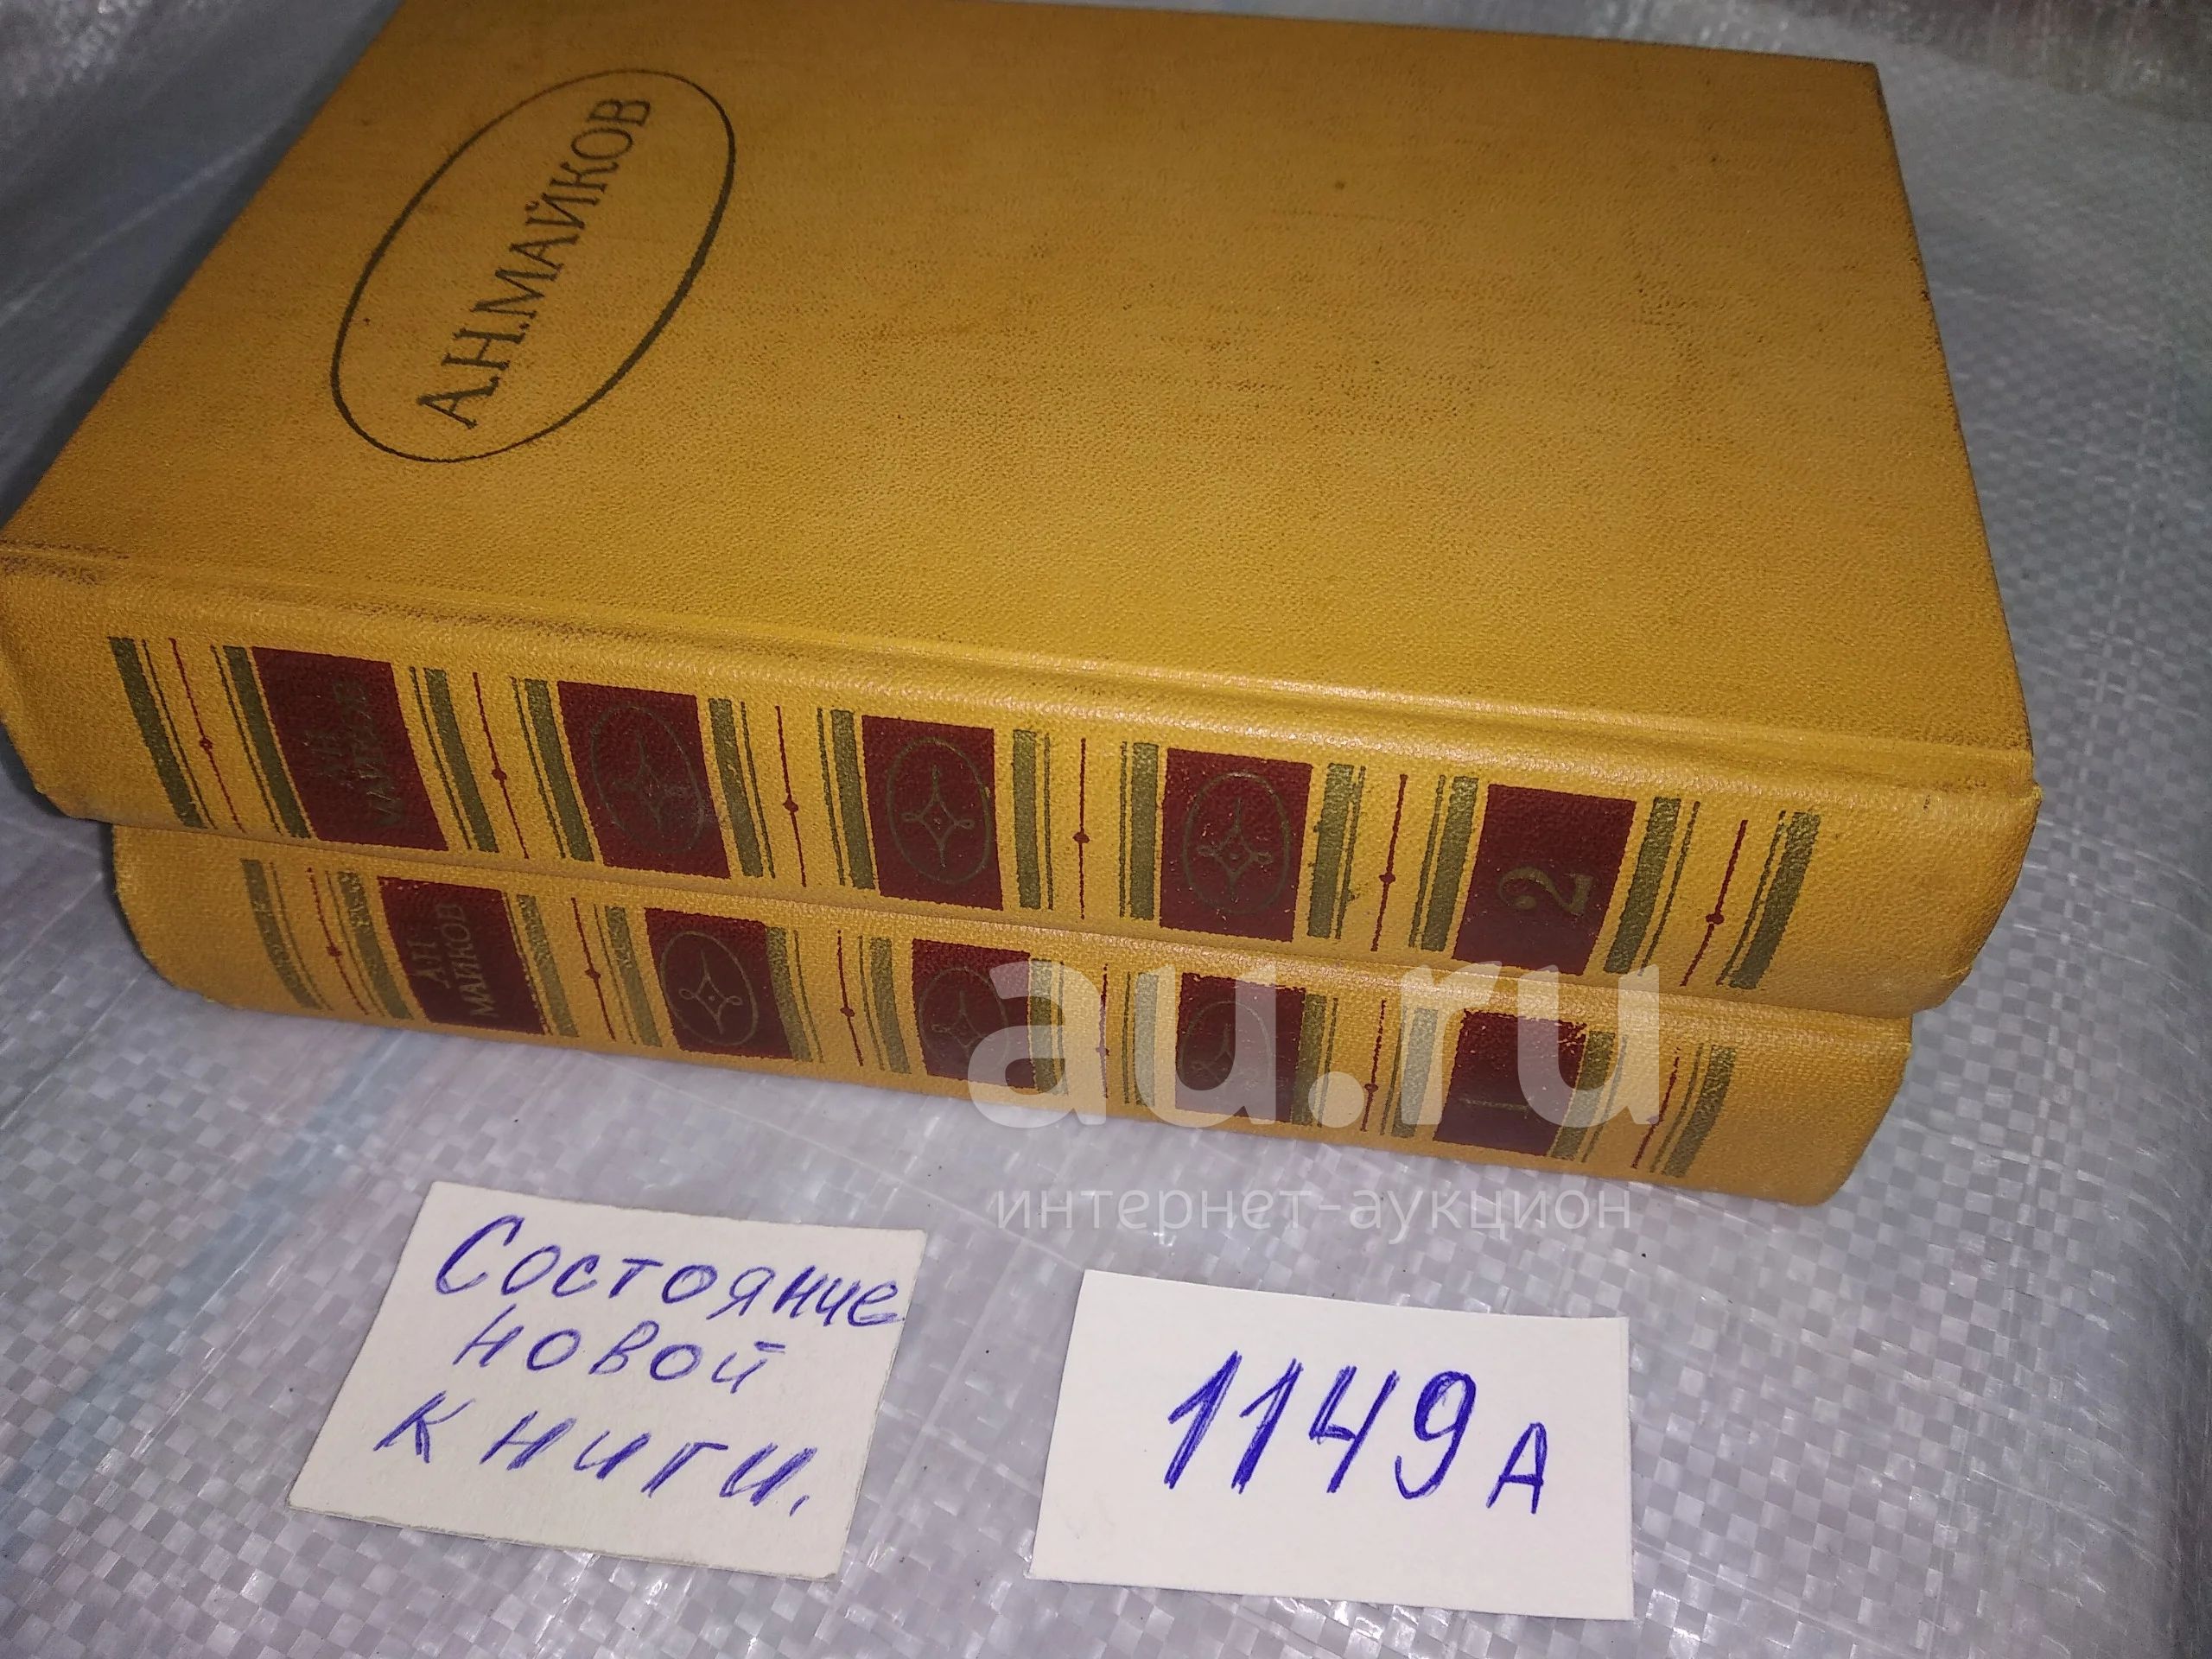 А.Н.МАЙКОВ
А.Н.
МАЙКОВ
2
А.Н.
МАЙКОВ
1
au.ru
интернет-аукцион
Состояние
новой
книги.
1149А